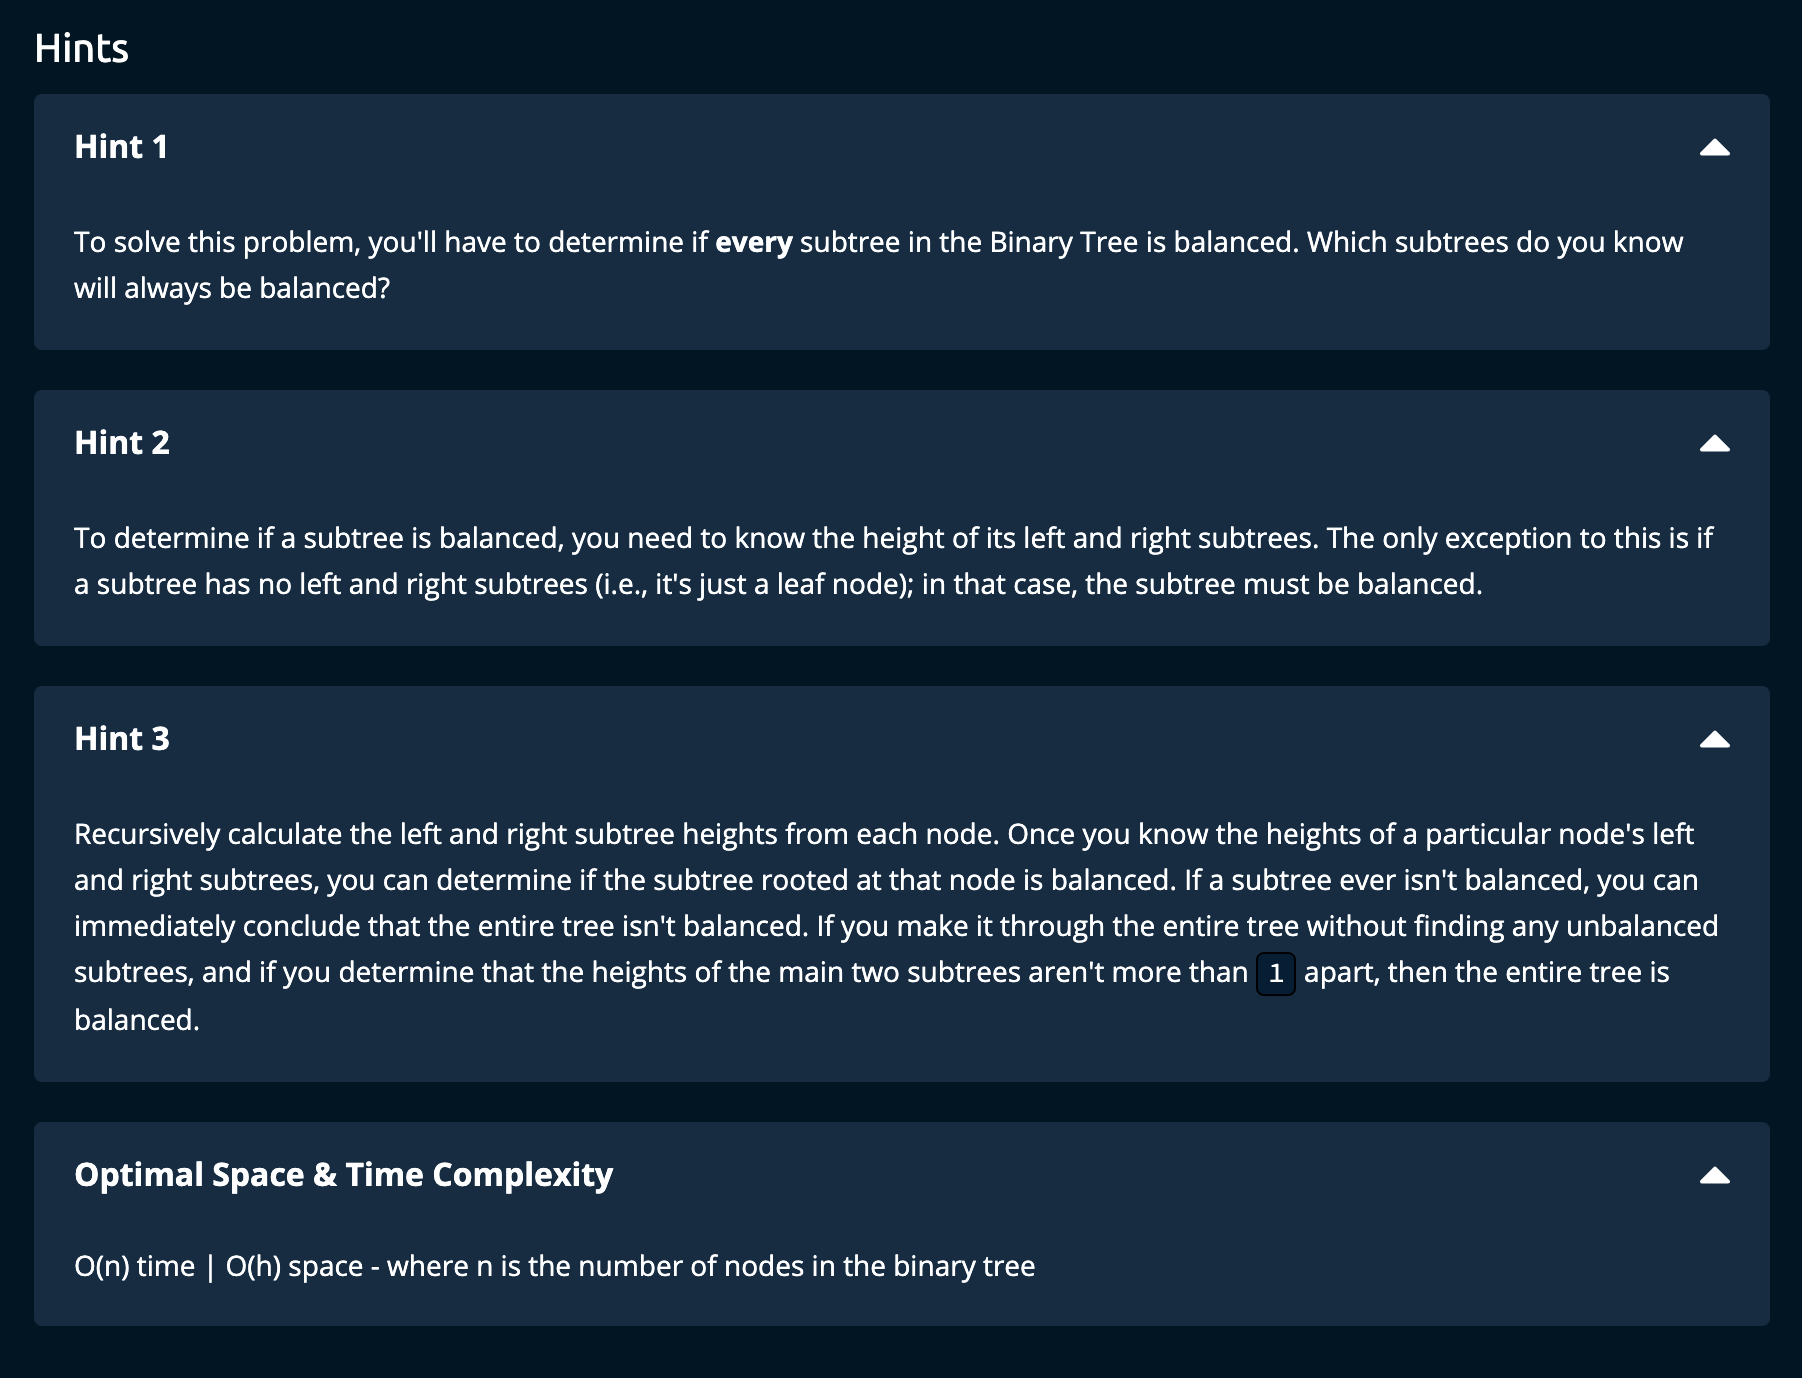 Hints
Hint 1
To solve this problem, you'll have to determine if every subtree in the Binary Tree is balanced. Which subtrees do you know
will always be balanced?
Hint 2
To determine if a subtree is balanced, you need to know the height of its left and right subtrees. The only exception to this is if
a subtree has no left and right subtrees (i.e., it's just a leaf node); in that case, the subtree must be balanced.
Hint 3
Recursively calculate the left and right subtree heights from each node. Once you know the heights of a particular node's left
and right subtrees, you can determine if the subtree rooted at that node is balanced. If a subtree ever isn't balanced, you can
immediately conclude that the entire tree isn't balanced. If you make it through the entire tree without finding any unbalanced
subtrees, and if you determine that the heights of the main two subtrees aren't more than 1 apart, then the entire tree is
balanced.
Optimal Space & Time Complexity
O(n) time | O(h) space - where n is the number of nodes in the binary tree